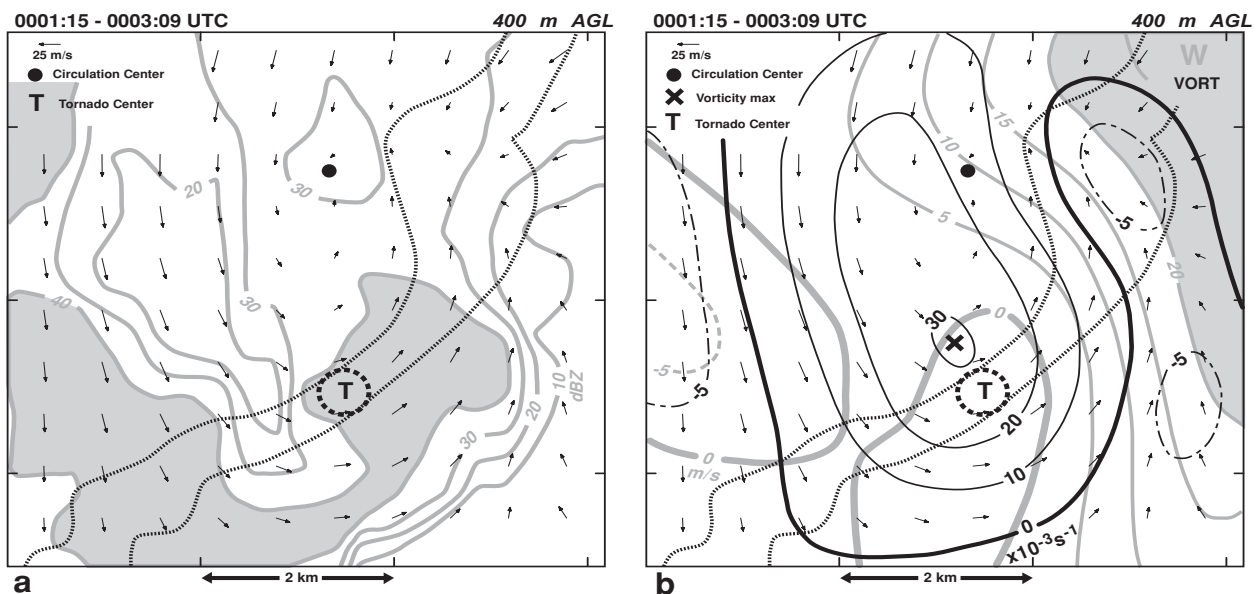 0001:15 - 0003:09 UTC
400 m AGL
25 m/s
Circulation Center
T Tornado Center
20
30
30
40
T
10
dBZ
20
30
2 km
a
0001:15 - 0003:09 UTC
400 m AGL
25 m/s
Circulation Center
Vorticity max
T Tornado Center
W
VORT
15
10
5
-5
20
0
30
-5
-5
T
-5
20
0
m/s
10
0
x10-3s-1
2 km
b